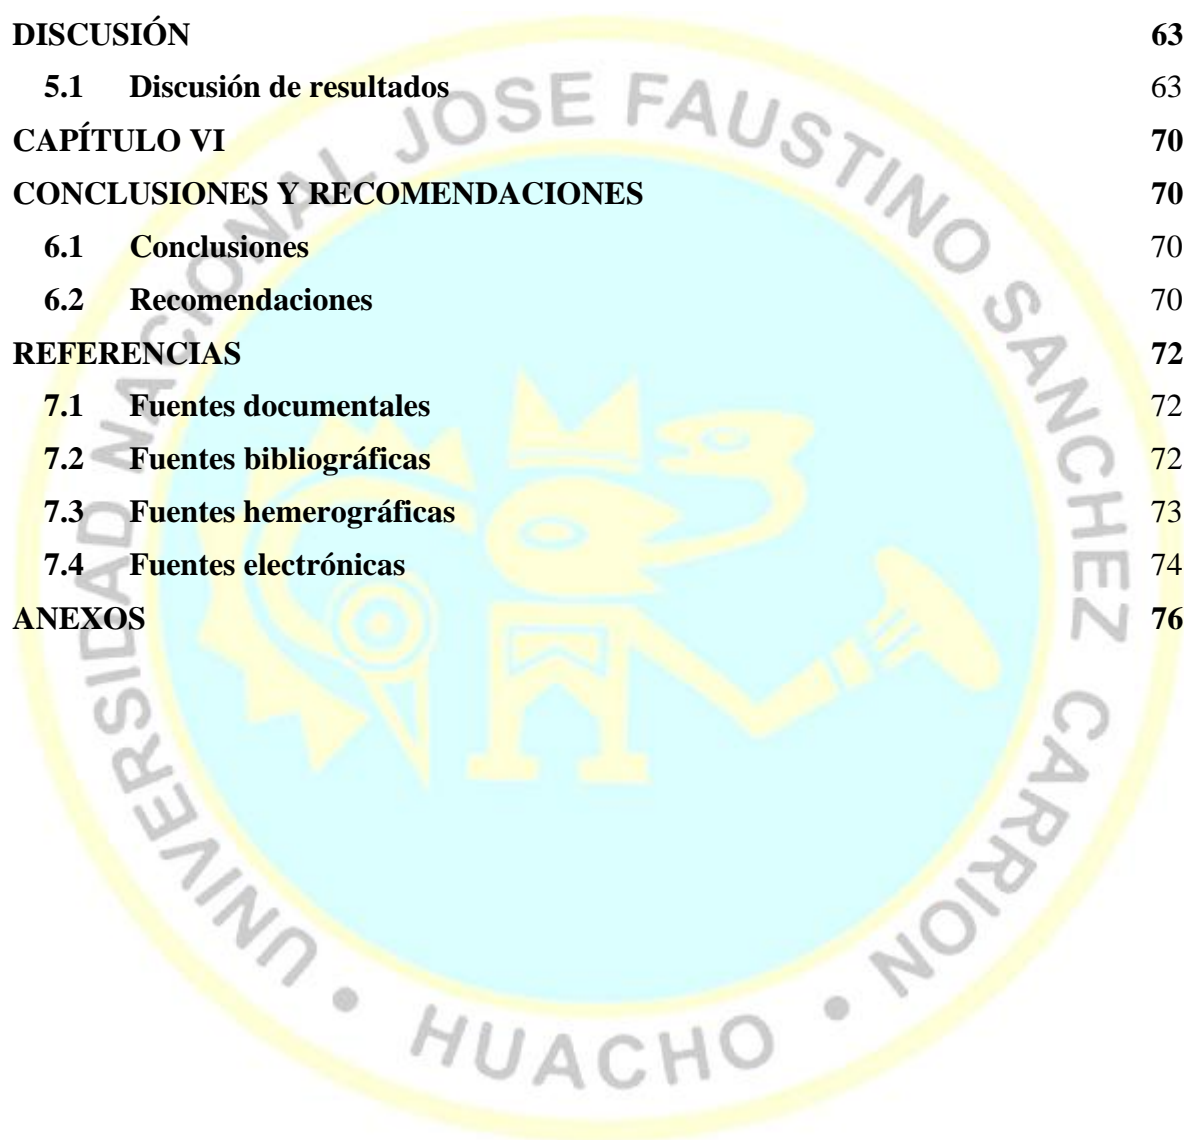 DISCUSIÓN 63
5.1 Discusión de resultados 63
CAPÍTULO VI 70
CONCLUSIONES Y RECOMENDACIONES 70
6.1 Conclusiones 70
6.2 Recomendaciones 70
REFERENCIAS 72
7.1 Fuentes documentales 72
7.2 Fuentes bibliográficas 72
7.3 Fuentes hemerográficas 73
7.4 Fuentes electrónicas 74
ANEXOS 76
UNIVERSIDAD NACIONAL JOSE FAUSTINO SANCHEZ CARRION • HUACHO •